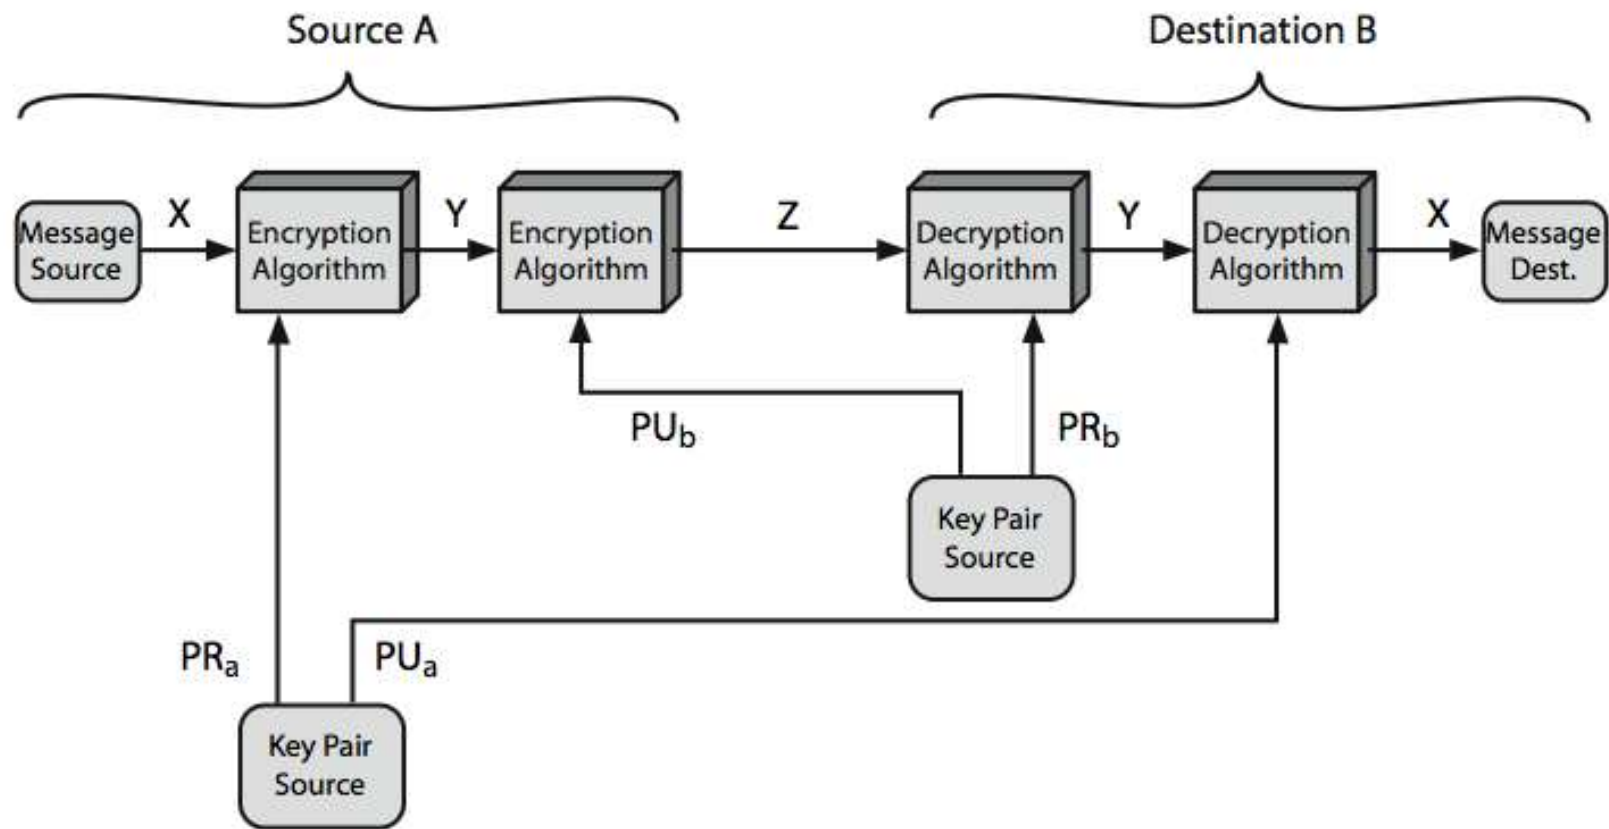 Source A
Destination B
Message
Source
X
Encryption
Algorithm
Y
Encryption
Algorithm
Z
Decryption
Algorithm
Y
Decryption
Algorithm
X
Message
Dest.
PUb
PRb
Key Pair
Source
PRa
PUa
Key Pair
Source